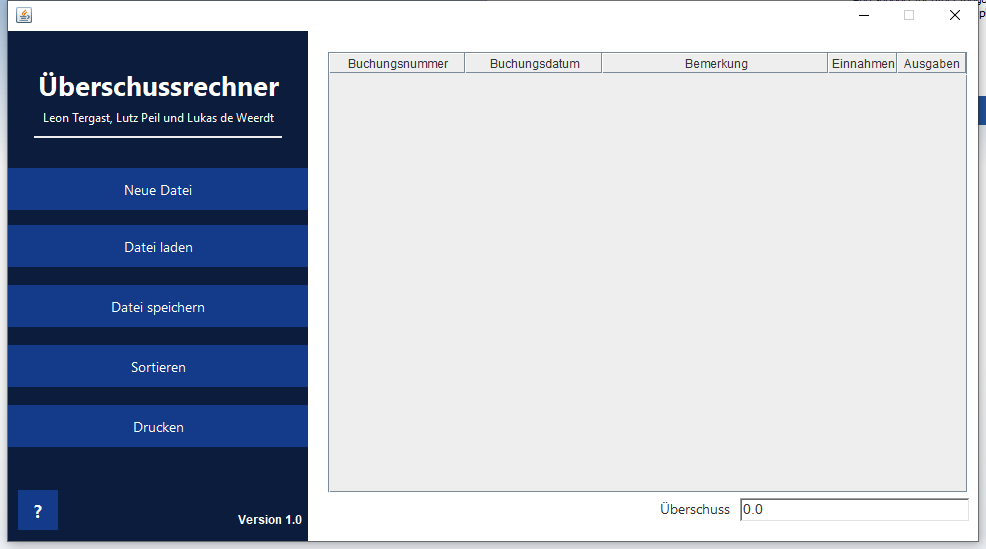 Überschussrechner
Leon Tergast, Lutz Peil und Lukas de Weerdt
Neue Datei
Datei laden
Datei speichern
Sortieren
Drucken
?
Version 1.0
Buchungsnummer Buchungsdatum Bemerkung Einnahmen Ausgaben
Überschuss 0.0